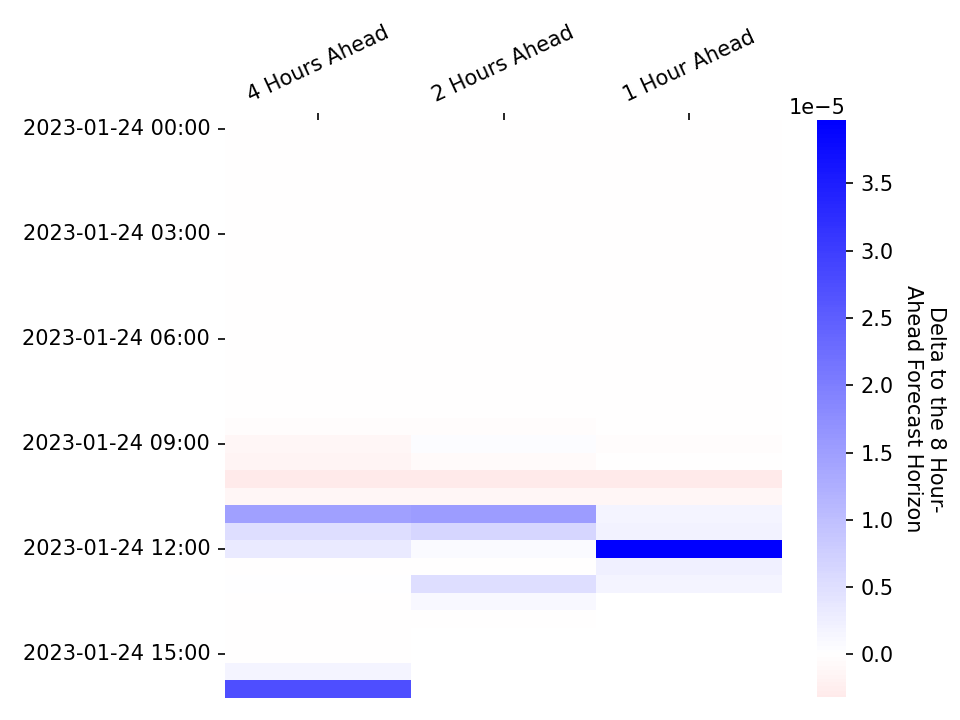 4 Hours Ahead
2 Hours Ahead
1 Hour Ahead
1e−5
2023-01-24 00:00
2023-01-24 03:00
2023-01-24 06:00
2023-01-24 09:00
2023-01-24 12:00
2023-01-24 15:00
3.5
3.0
2.5
2.0
1.5
1.0
0.5
0.0
Delta to the 8 Hour-
Ahead Forecast Horizon